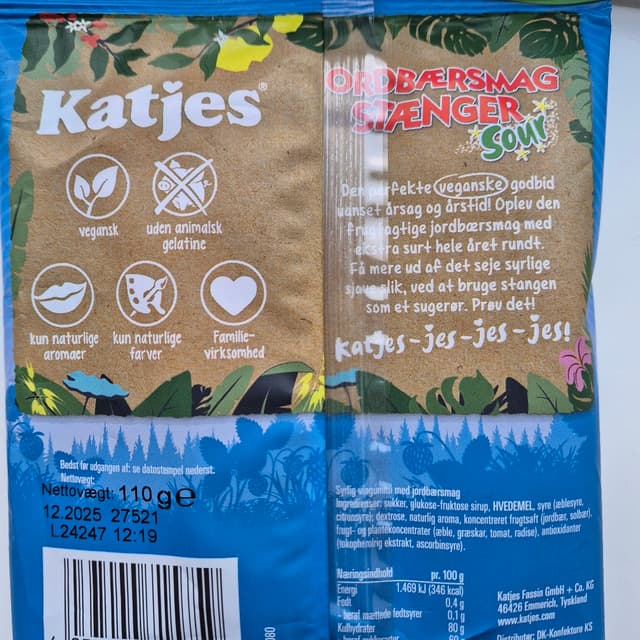 Katjes®
vegansk
uden animalsk
gelatine
kun naturlige
aromaer
kun naturlige
farver
Familie-
virksomhed
Bedst før udgangen af: se datostempel nederst.
Nettovægt:
Nettovægt: 110 g e
12.2025 27521
L24247 12:19
ORDBÆRSMAG
STÆNGER
Sour
Den perfekte veganske godbid
uanset årsag og årstid! Oplev den
frugtagtige jordbærsmag med
ekstra surt hele året rundt.
Få mere ud af det seje syrlige
sjove slik, ved at bruge stangen
som et sugerør. Prøv det!
Katjes-jes-jes-jes!
Syrlig vingummi med jordbærsmag
Ingredienser: sukker, glukose-fruktose sirup, HVEDEMEL, syre (æblesyre,
citronsyre), dextrose, naturlig aroma, koncentreret frugtsaft (jordbær, solbær),
frugt- og plantekoncentrater (æble, græskar, tomat, radise), antioxidanter
(tokopherolrig ekstrakt, ascorbinsyre).
Næringsindhold pr. 100 g
Energi 1.469 kJ (346 kcal)
Fedt 0,4 g
- heraf mættede fedtsyrer 0,1 g
Kulhydrater 80 g
Katjes Fassin GmbH + Co. KG
46426 Emmerich, Tyskland
www.katjes.com
Distributør: DK-Konfekture KS